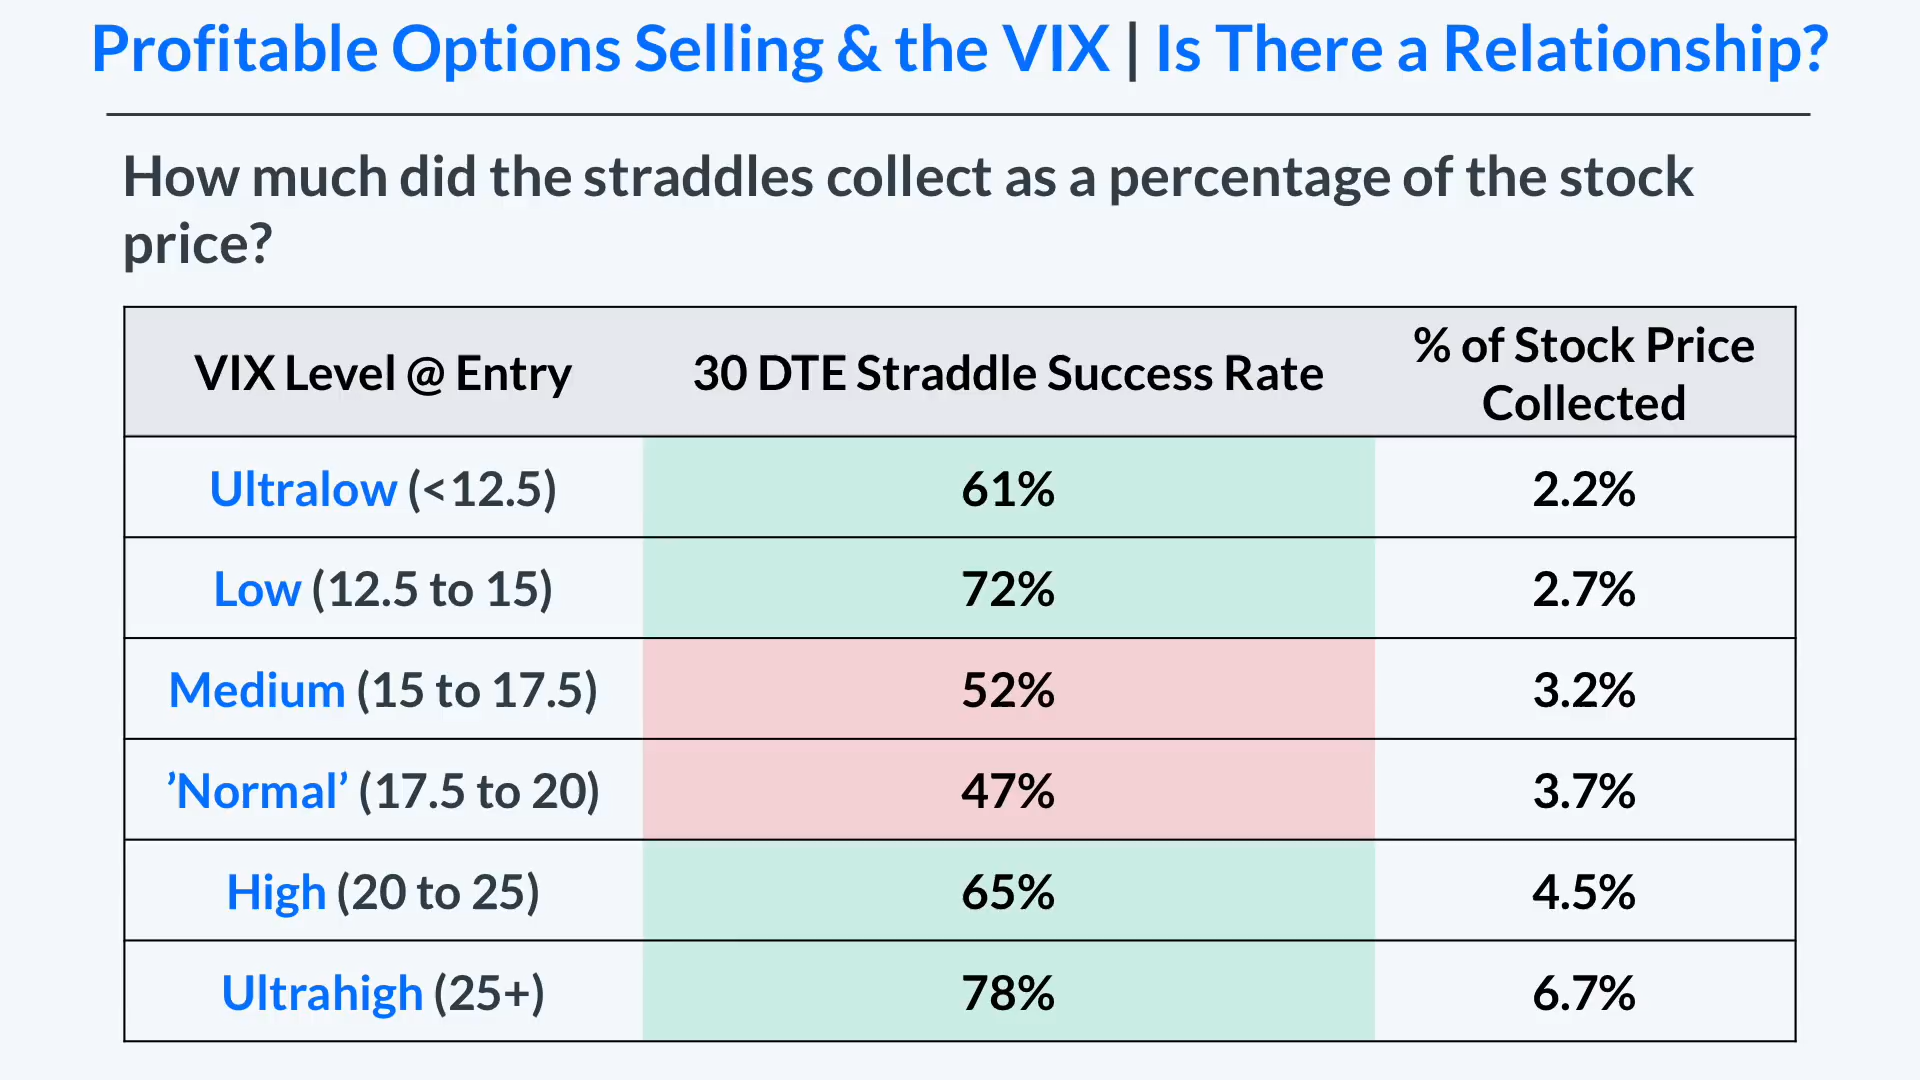 Profitable Options Selling & the VIX | Is There a Relationship?
How much did the straddles collect as a percentage of the stock
price?
VIX Level @ Entry
30 DTE Straddle Success Rate
% of Stock Price
Collected
Ultralow (<12.5)
61%
2.2%
Low (12.5 to 15)
72%
2.7%
Medium (15 to 17.5)
52%
3.2%
’Normal’ (17.5 to 20)
47%
3.7%
High (20 to 25)
65%
4.5%
Ultrahigh (25+)
78%
6.7%